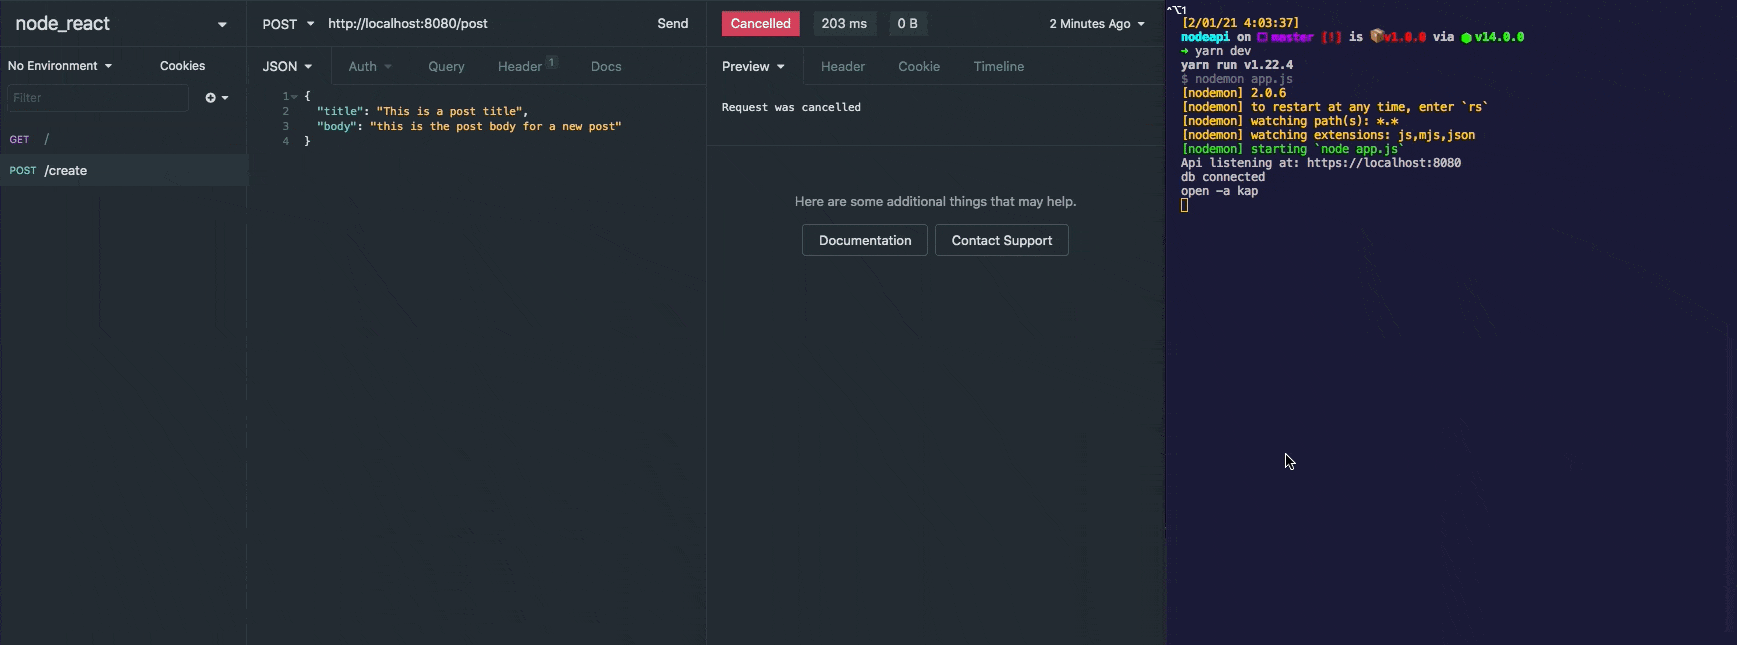 node_react
No Environment
Cookies
Filter
GET /
POST /create
POST http://localhost:8080/post Send
JSON Auth Query Header 1 Docs
1 {
2 "title": "This is a post title",
3 "body": "this is the post body for a new post"
4 }
Cancelled 203 ms 0 B 2 Minutes Ago
Preview Header Cookie Timeline
Request was cancelled
Here are some additional things that may help.
Documentation Contact Support
^⌥1
[2/01/21 4:03:37]
nodeapi on master [!] is 📦v1.0.0 via ⬢ v14.0.0
➜ yarn dev
yarn run v1.22.4
$ nodemon app.js
[nodemon] 2.0.6
[nodemon] to restart at any time, enter `rs`
[nodemon] watching path(s): *.*
[nodemon] watching extensions: js,mjs,json
[nodemon] starting `node app.js`
Api listening at: https://localhost:8080
db connected
open -a kap